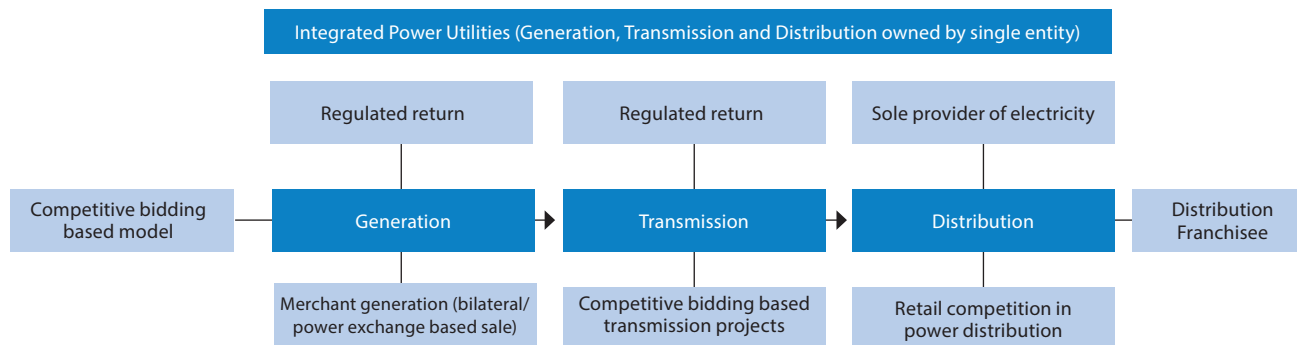 Integrated Power Utilities (Generation, Transmission and Distribution owned by single entity)
Regulated return
Regulated return
Sole provider of electricity
Competitive bidding
based model
Generation
Transmission
Distribution
Distribution
Franchisee
Merchant generation (bilateral/
power exchange based sale)
Competitive bidding based
transmission projects
Retail competition in
power distribution